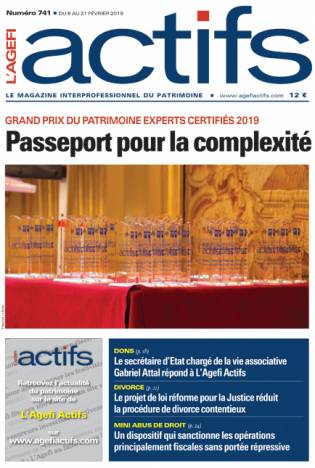 Numéro 741 ■ DU 8 AU 21 FÉVRIER 2019
L'AGEFI
actifs
LE MAGAZINE INTERPROFESSIONNEL DU PATRIMOINE ■ www.agefiactifs.com 12 €
GRAND PRIX DU PATRIMOINE EXPERTS CERTIFIÉS 2019
Passeport pour la complexité
actifs
Retrouvez l'actualité
du patrimoine
sur le site de
L'Agefi Actifs
sur
www.agefiactifs.com
DONS (p. 18)
Le secrétaire d'Etat chargé de la vie associative
Gabriel Attal répond à L'Agefi Actifs
DIVORCE (p. 22)
Le projet de loi réforme pour la Justice réduit
la procédure de divorce contentieux
MINI ABUS DE DROIT (p. 24)
Un dispositif qui sanctionne les opérations
principalement fiscales sans portée répressive